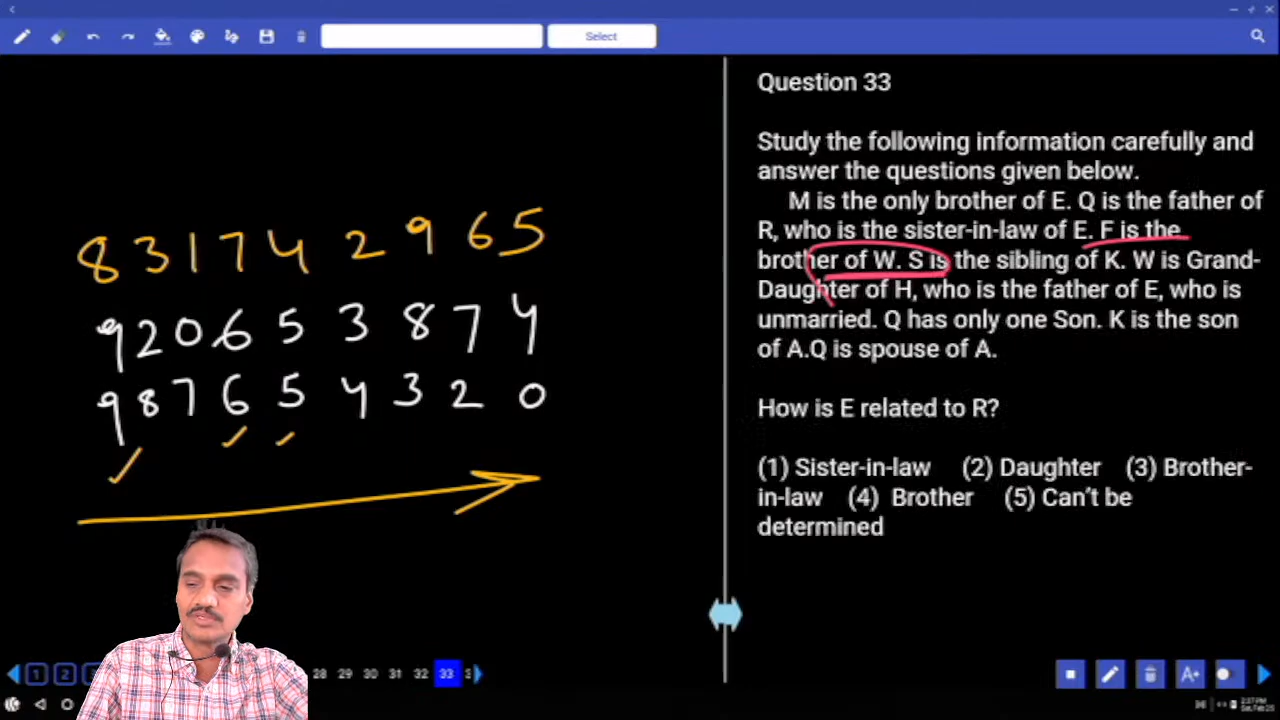 Select
8 3 1 7 4 2 9 6 5
9 2 0 6 5 3 8 7 4
9 8 7 6 5 4 3 2 0
Question 33
Study the following information carefully and
answer the questions given below.
M is the only brother of E. Q is the father of
R, who is the sister-in-law of E. F is the
brother of W. S is the sibling of K. W is Grand-
Daughter of H, who is the father of E, who is
unmarried. Q has only one Son. K is the son
of A.Q is spouse of A.
How is E related to R?
(1) Sister-in-law (2) Daughter (3) Brother-
in-law (4) Brother (5) Can't be
determined
1 2 28 29 30 31 32 33
A+
2:37 PM